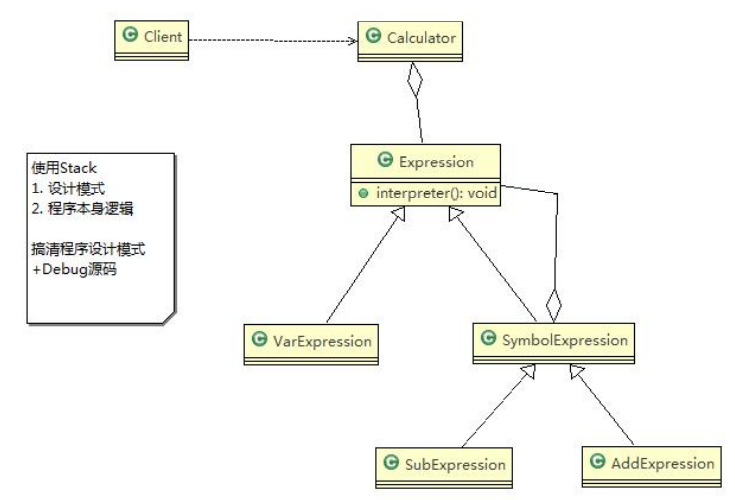 Client
Calculator
Expression
interpreter(): void
使用Stack
1. 设计模式
2. 程序本身逻辑
搞清程序设计模式
+Debug源码
VarExpression
SymbolExpression
SubExpression
AddExpression